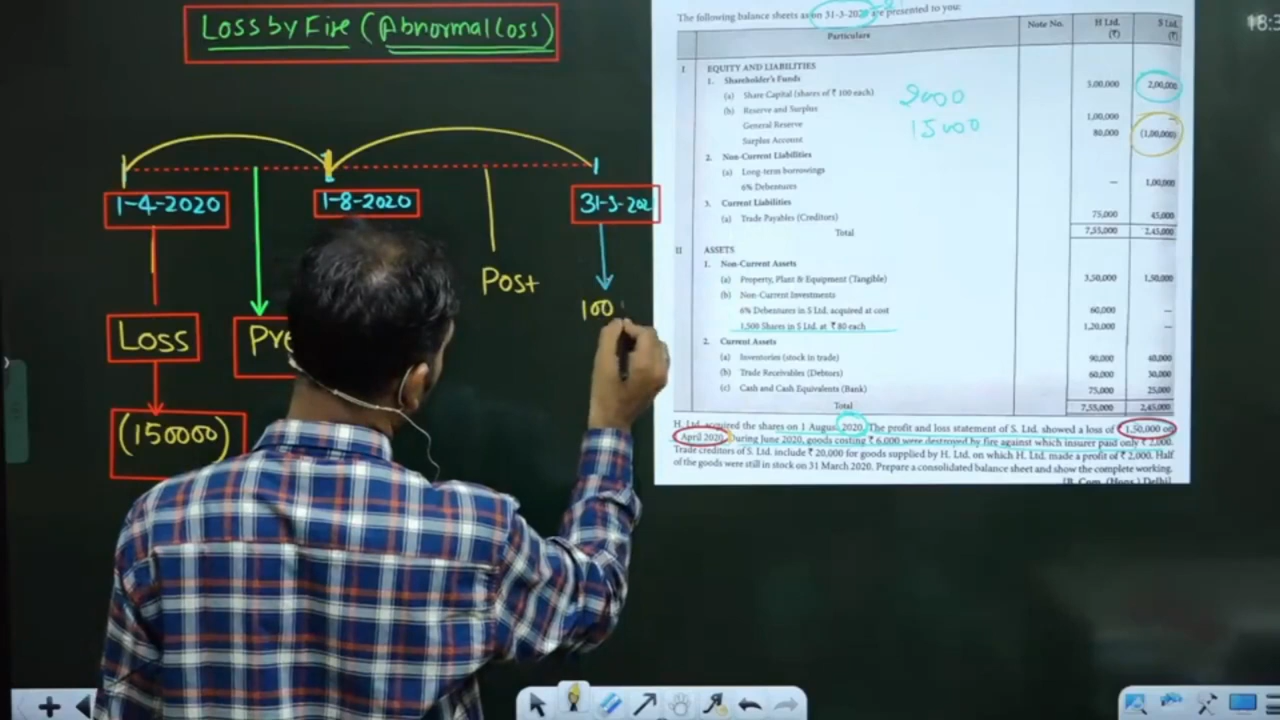 Loss by Fire (Abnormal Loss)
1-4-2020
1-8-2020
31-3-202
Post
100
Loss
Pre
(150000)
The following balance sheets as on 31-3-202 are presented to you:
Particulars Note No. H Ltd. (₹) S Ltd. (₹)
I EQUITY AND LIABILITIES
1. Shareholder's Funds
(a) Share Capital (shares of ₹ 100 each) 5,00,000 2,00,000
(b) Reserve and Surplus
General Reserve 1,00,000 –
Surplus Account 80,000 (1,00,000)
2. Non-Current Liabilities
(a) Long-term borrowings
6% Debentures – 1,00,000
3. Current Liabilities
(a) Trade Payables (Creditors) 75,000 45,000
Total 7,55,000 2,45,000
II ASSETS
1. Non-Current Assets
(a) Property, Plant & Equipment (Tangible) 3,50,000 1,50,000
(b) Non-Current Investments
6% Debentures in S Ltd, acquired at cost 60,000 –
1,500 Shares in S Ltd. at ₹ 80 each 1,20,000 –
2. Current Assets
(a) Inventories (stock in trade) 90,000 40,000
(b) Trade Receivables (Debtors) 60,000 30,000
(c) Cash and Cash Equivalents (Bank) 75,000 25,000
Total 7,55,000 2,45,000
H. Ltd. acquired the shares on 1 August 2020. The profit and loss statement of S. Ltd. showed a loss of 1,50,000 on
April 2020. During June 2020, goods costing ₹ 6,000 were destroyed by fire against which insurer paid only ₹ 2,000.
Trade creditors of S. Ltd. include ₹ 20,000 for goods supplied by H. Ltd. on which H. Ltd. made a profit of ₹ 2,000. Half
of the goods were still in stock on 31 March 2020. Prepare a consolidated balance sheet and show the complete working.
[B. Com. (Hons.) Delhi]
15000